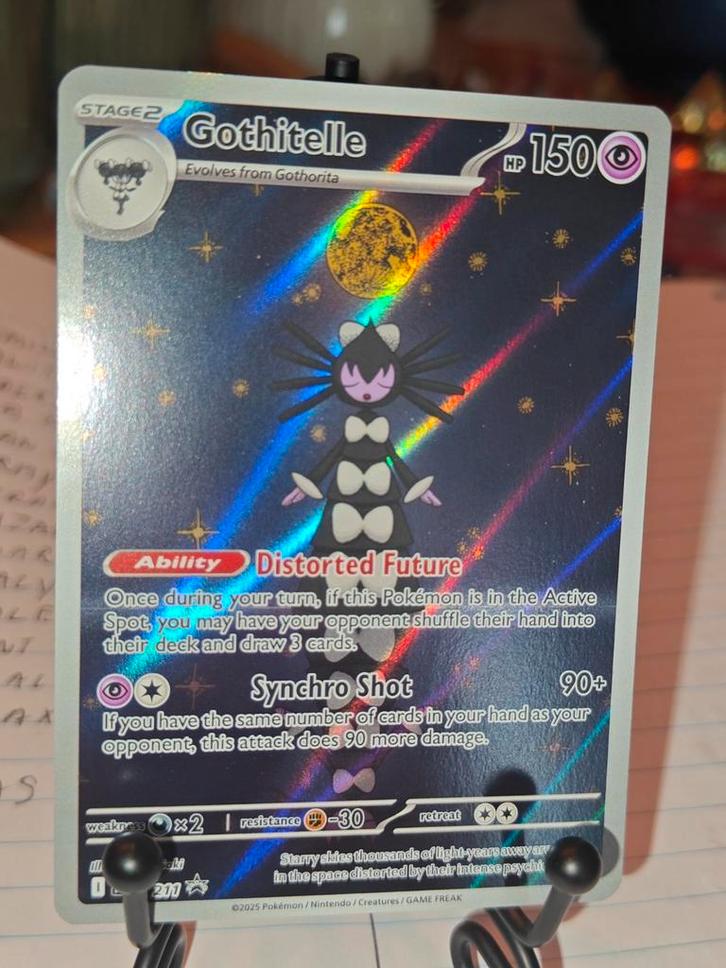 STAGE2
Gothitelle
HP 150
Evolves from Gothorita
Ability Distorted Future
Once during your turn, if this Pokémon is in the Active
Spot, you may have your opponent shuffle their hand into
their deck and draw 3 cards.
Synchro Shot 90+
If you have the same number of cards in your hand as your
opponent, this attack does 90 more damage.
weakness ×2 resistance -30 retreat
Starry skies thousands of light-years away
in the space distorted by their intense
I 211
©2025 Pokémon / Nintendo / Creatures / GAME FREAK